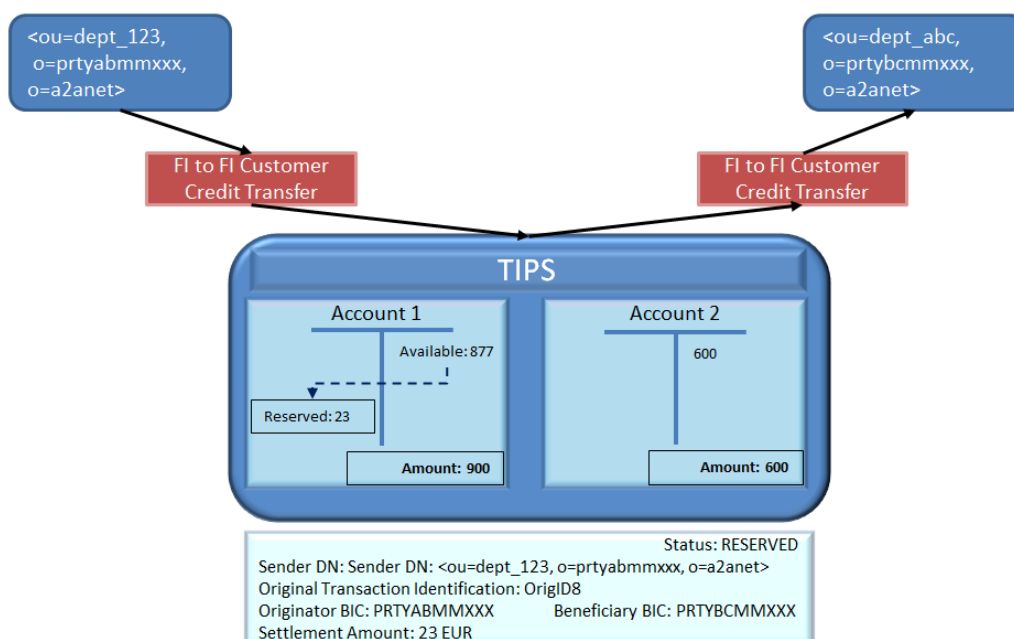 <ou=dept_123,
o=prtyabmmxxx,
o=a2anet>
<ou=dept_abc,
o=prtybcmmxxx,
o=a2anet>
FI to FI Customer
Credit Transfer
FI to FI Customer
Credit Transfer
TIPS
Account 1
Available: 877
Reserved: 23
Amount: 900
Account 2
600
Amount: 600
Status: RESERVED
Sender DN: Sender DN: <ou=dept_123, o=prtyabmmxxx, o=a2anet>
Original Transaction Identification: OrigID8
Originator BIC: PRTYABMMXXX Beneficiary BIC: PRTYBCMMXXX
Settlement Amount: 23 EUR